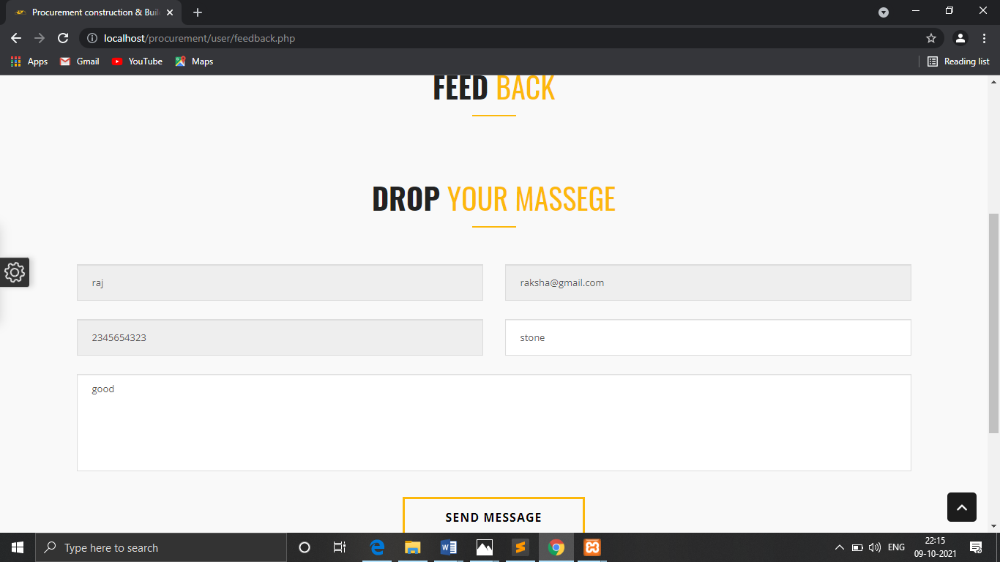 Procurement construction & Buil
localhost/procurement/user/feedback.php
Apps Gmail YouTube Maps Reading list
FEED BACK
DROP YOUR MASSEGE
raj raksha@gmail.com
2345654323 stone
good
SEND MESSAGE
Type here to search ENG 22:15
09-10-2021